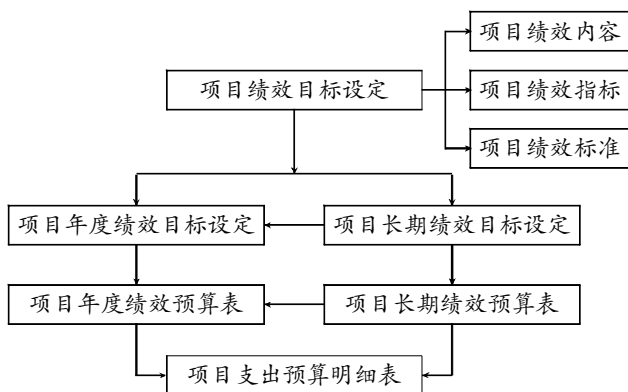 项目绩效内容
项目绩效目标设定
项目绩效指标
项目绩效标准
项目年度绩效目标设定
项目长期绩效目标设定
项目年度绩效预算表
项目长期绩效预算表
项目支出预算明细表